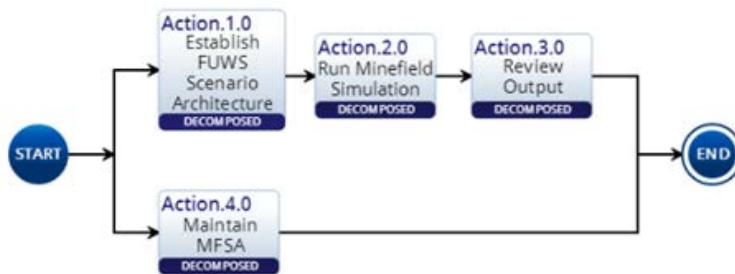 START
Action.1.0
Establish
FUWS
Scenario
Architecture
DECOMPOSED
Action.2.0
Run Minefield
Simulation
DECOMPOSED
Action.3.0
Review
Output
DECOMPOSED
Action.4.0
Maintain
MFSA
DECOMPOSED
END